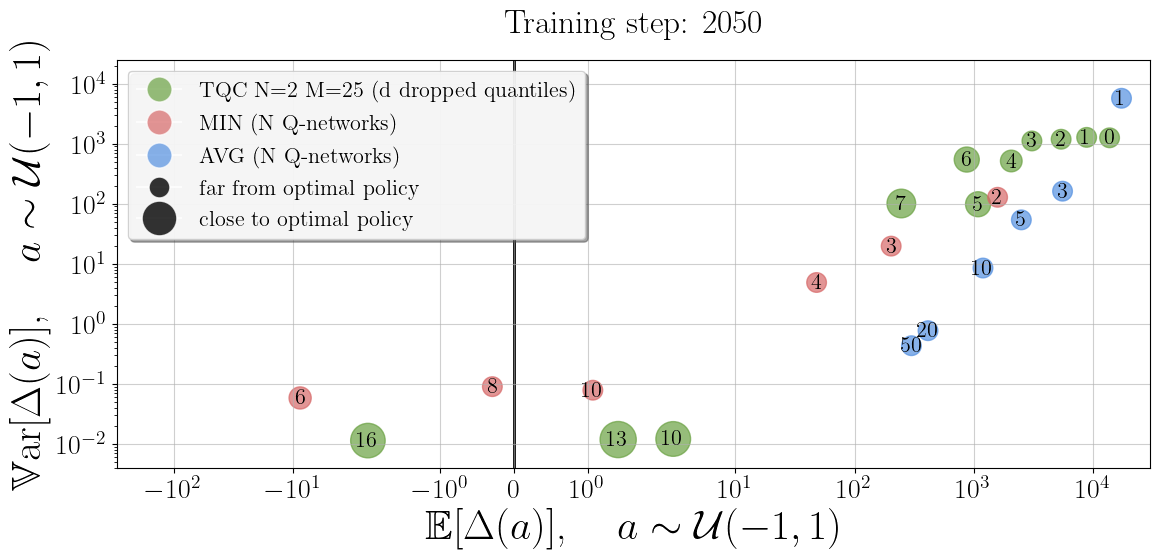 Training step: 2050
𝕍ar[Δ(a)],   a ∼ 𝒰(−1, 1)
10⁴
10³
10²
10¹
10⁰
10⁻¹
10⁻²
TQC N=2 M=25 (d dropped quantiles)
MIN (N Q-networks)
AVG (N Q-networks)
far from optimal policy
close to optimal policy
1
3 2 1 0
6 4
7 5 2 3
5
3
10
4
20
50
6 8 10
16 13 10
−10² −10¹ −10⁰ 0 10⁰ 10¹ 10² 10³ 10⁴
𝔼[Δ(a)],   a ∼ 𝒰(−1, 1)